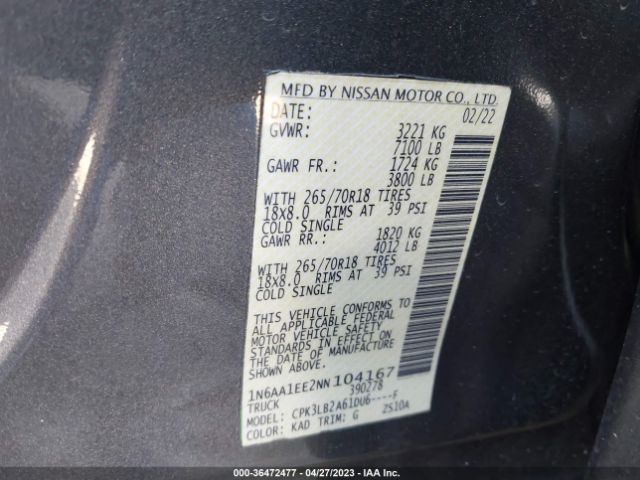 MFD BY NISSAN MOTOR CO., LTD.
DATE: 02/22
GVWR: 3221 KG
7100 LB
GAWR FR.: 1724 KG
3800 LB
WITH 265/70R18 TIRES
18X8.0 RIMS AT 39 PSI
COLD SINGLE
GAWR RR.: 1820 KG
4012 LB
WITH 265/70R18 TIRES
18X8.0 RIMS AT 39 PSI
COLD SINGLE
THIS VEHICLE CONFORMS TO
ALL APPLICABLE FEDERAL
MOTOR VEHICLE SAFETY
STANDARDS IN EFFECT ON
THE DATE OF MANUFACTURE
SHOWN ABOVE.
1N6AA1EE2NN104167
TRUCK 390278
MODEL: CPK3LB2A61DU6----F
COLOR: KAD TRIM: G 2S10A
000-36472477 - 04/27/2023 - IAA Inc.